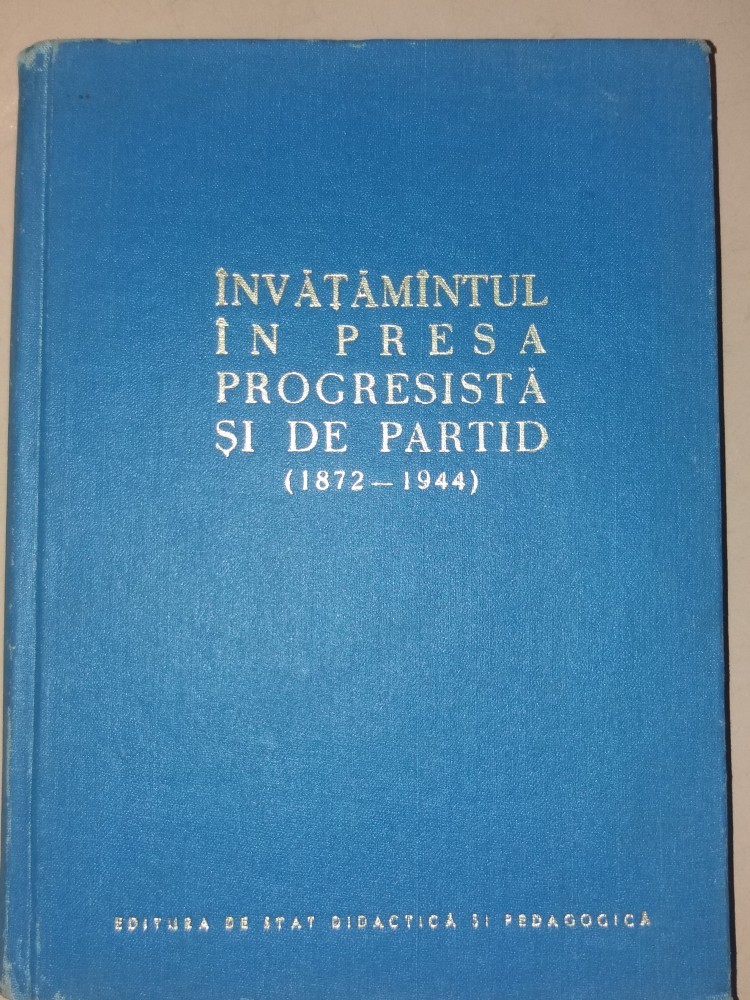 ÎNVĂȚĂMÎNTUL
ÎN PRESA
PROGRESISTĂ
ȘI DE PARTID
(1872 — 1944)
EDITURA DE STAT DIDACTICĂ ȘI PEDAGOGICĂ